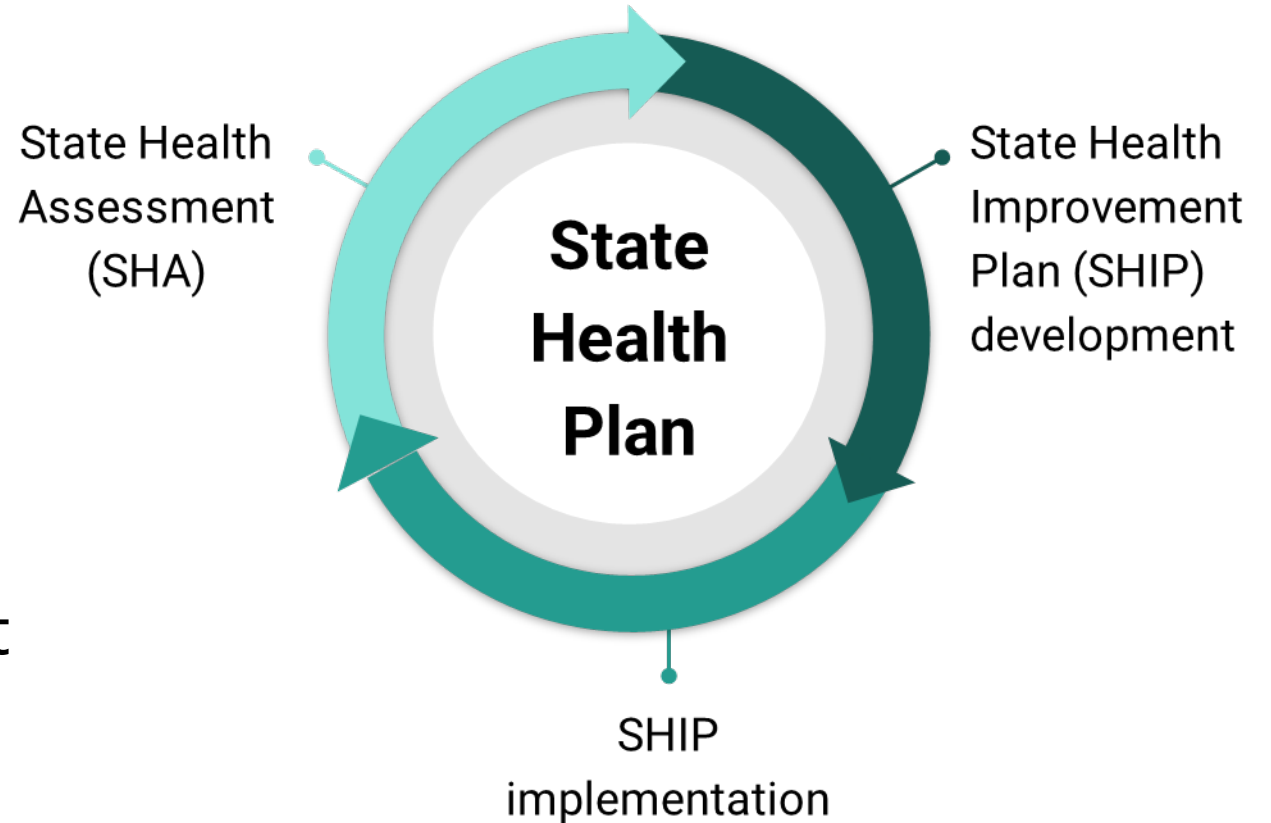 State Health
Assessment
(SHA)
State
Health
Plan
State Health
Improvement
Plan (SHIP)
development
SHIP
implementation